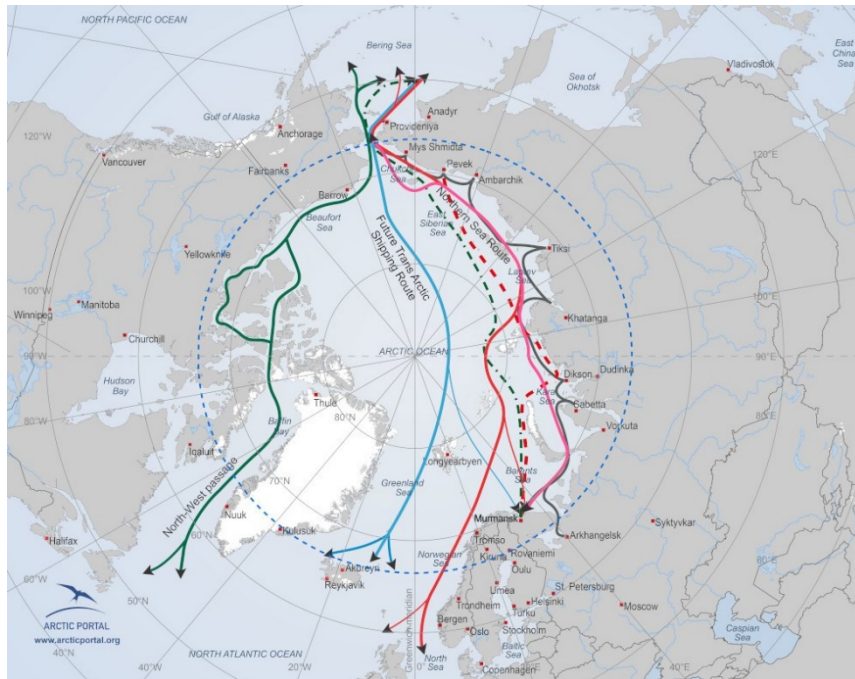 NORTH PACIFIC OCEAN
Bering Sea
East
China
Sea
Vladivostok
Sea of
Okhotsk
Gulf of Alaska
Anchorage
Anadyr
Provideniya
120°W
Vancouver
Fairbanks
Mys Shmidta
Chukchi
Sea
Pevek
Ambarchik
120°E
Barrow
Beaufort
Sea
East
Siberian
Sea
Northern Sea Route
Future Trans Arctic
Shipping Route
Yellowknife
Tiksi
Laptev
Sea
100°W
100°E
Manitoba
Winnipeg
Khatanga
Churchill
90°W
ARCTIC OCEAN
90°E
Hudson
Bay
Dikson
Dudinka
Kara
Sea
Sabetta
Thule
80°N
80°W
80°E
Vorkuta
Baffin
Bay
Iqaluit
Longyearbyen
Barents
Sea
70°N
Greenland
Sea
North-West passage
Nuuk
Kulusuk
Murmansk
Arkhangelsk
Syktyvkar
Halifax
60°N
60°W
60°E
Tromso
Kiruna
Rovaniemi
Oulu
Norwegian
Sea
Akureyri
Reykjavik
50°N
Umea
St. Petersburg
Helsinki
Turku
Moscow
Trondheim
Bergen
Oslo
Stockholm
Greenwich meridian
ARCTIC PORTAL
www.arcticportal.org
Caspian
Sea
Baltic
Sea
North
Sea
Copenhagen
40°N
NORTH ATLANTIC OCEAN
40°W
20°W
0°
20°E
40°E
40°N